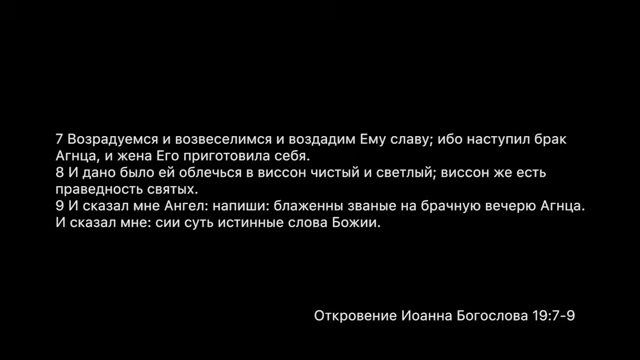 7 Возрадуемся и возвеселимся и воздадим Ему славу; ибо наступил брак
Агнца, и жена Его приготовила себя.
8 И дано было ей облечься в виссон чистый и светлый; виссон же есть
праведность святых.
9 И сказал мне Ангел: напиши: блаженны званые на брачную вечерю Агнца.
И сказал мне: сии суть истинные слова Божии.
Откровение Иоанна Богослова 19:7-9